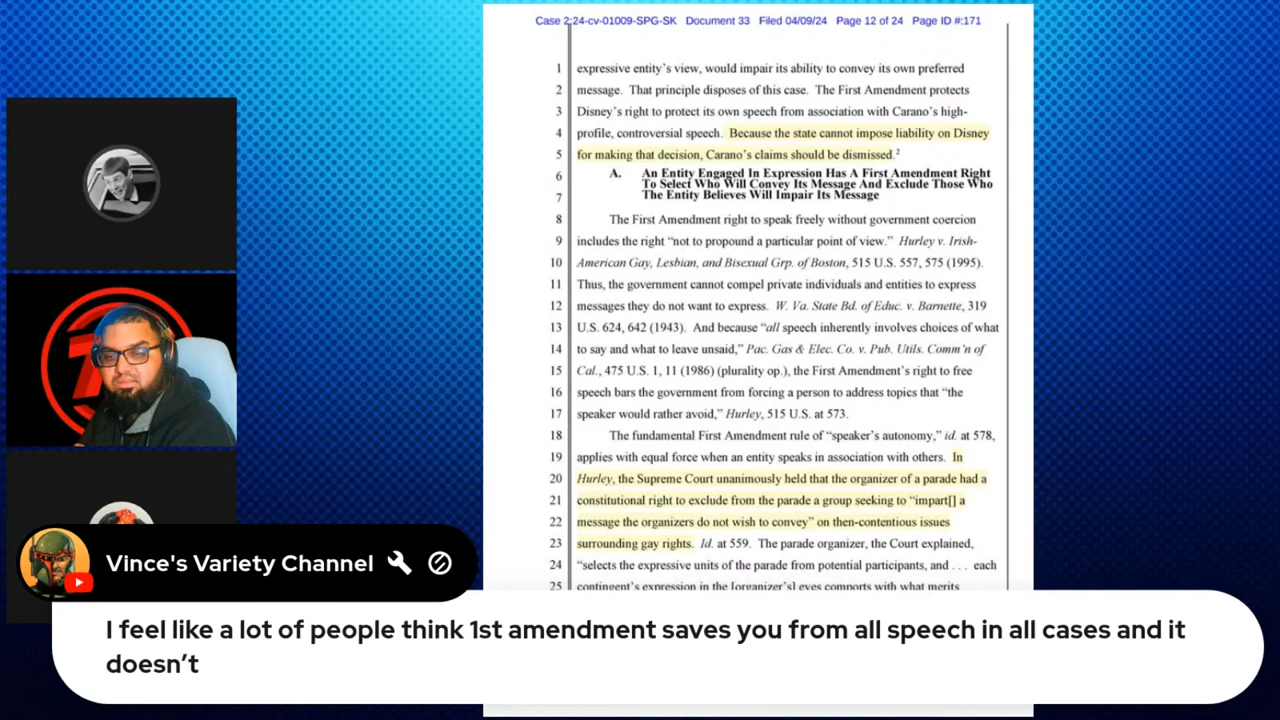 Case 2:24-cv-01009-SPG-SK Document 33 Filed 04/09/24 Page 12 of 24 Page ID #:171
1 expressive entity's view, would impair its ability to convey its own preferred
2 message. That principle disposes of this case. The First Amendment protects
3 Disney's right to protect its own speech from association with Carano's high-
4 profile, controversial speech. Because the state cannot impose liability on Disney
5 for making that decision, Carano's claims should be dismissed.²
6 A. An Entity Engaged In Expression Has A First Amendment Right
To Select Who Will Convey Its Message And Exclude Those Who
7 The Entity Believes Will Impair Its Message
8 The First Amendment right to speak freely without government coercion
9 includes the right "not to propound a particular point of view." Hurley v. Irish-
10 American Gay, Lesbian, and Bisexual Grp. of Boston, 515 U.S. 557, 575 (1995).
11 Thus, the government cannot compel private individuals and entities to express
12 messages they do not want to express. W. Va. State Bd. of Educ. v. Barnette, 319
13 U.S. 624, 642 (1943). And because "all speech inherently involves choices of what
14 to say and what to leave unsaid," Pac. Gas & Elec. Co. v. Pub. Utils. Comm'n of
15 Cal., 475 U.S. 1, 11 (1986) (plurality op.), the First Amendment's right to free
16 speech bars the government from forcing a person to address topics that "the
17 speaker would rather avoid," Hurley, 515 U.S. at 573.
18 The fundamental First Amendment rule of "speaker's autonomy," id. at 578,
19 applies with equal force when an entity speaks in association with others. In
20 Hurley, the Supreme Court unanimously held that the organizer of a parade had a
21 constitutional right to exclude from the parade a group seeking to "impart[] a
22 message the organizers do not wish to convey" on then-contentious issues
23 surrounding gay rights. Id. at 559. The parade organizer, the Court explained,
24 "selects the expressive units of the parade from potential participants, and . . . each
25 contingent's expression in the [organizer's] eyes comports with what merits
Vince's Variety Channel
I feel like a lot of people think 1st amendment saves you from all speech in all cases and it
doesn't